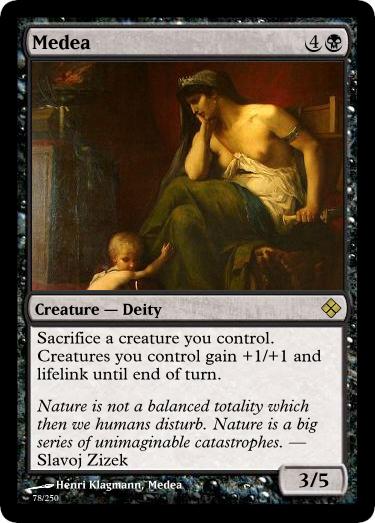 Medea 4
Creature — Deity
Sacrifice a creature you control.
Creatures you control gain +1/+1 and
lifelink until end of turn.
Nature is not a balanced totality which
then we humans disturb. Nature is a big
series of unimaginable catastrophes. —
Slavoj Zizek
3/5
Henri Klagmann, Medea
78/250